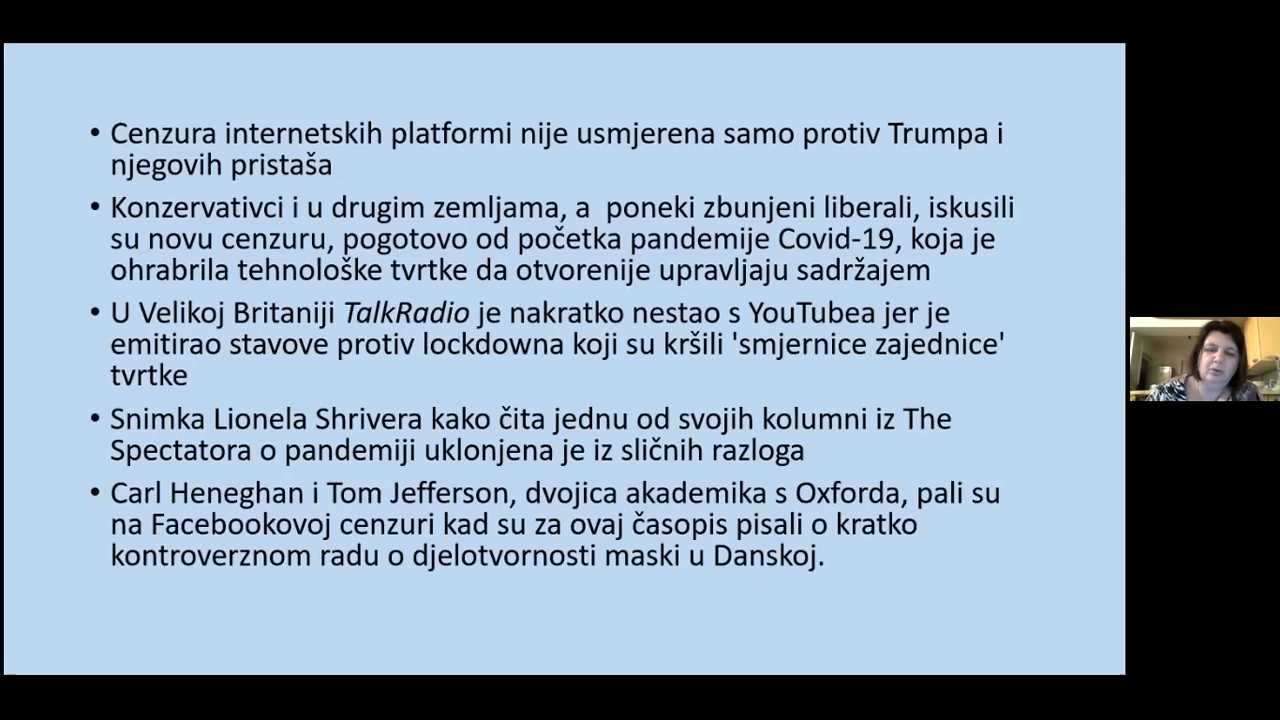 • Cenzura internetskih platformi nije usmjerena samo protiv Trumpa i
njegovih pristaša
• Konzervativci i u drugim zemljama, a  poneki zbunjeni liberali, iskusili
su novu cenzuru, pogotovo od početka pandemije Covid-19, koja je
ohrabrila tehnološke tvrtke da otvorenije upravljaju sadržajem
• U Velikoj Britaniji TalkRadio je nakratko nestao s YouTubea jer je
emitirao stavove protiv lockdowna koji su kršili 'smjernice zajednice'
tvrtke
• Snimka Lionela Shrivera kako čita jednu od svojih kolumni iz The
Spectatora o pandemiji uklonjena je iz sličnih razloga
• Carl Heneghan i Tom Jefferson, dvojica akademika s Oxforda, pali su
na Facebookovoj cenzuri kad su za ovaj časopis pisali o kratko
kontroverznom radu o djelotvornosti maski u Danskoj.